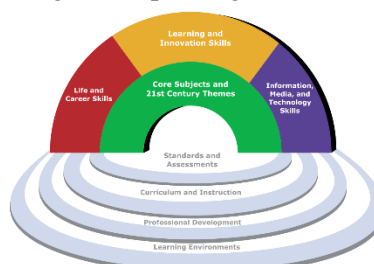 Learning and
Innovation Skills
Life and
Career Skills
Core Subjects and
21st Century Themes
Information,
Media, and
Technology
Skills
Standards and
Assessments
Curriculum and Instruction
Professional Development
Learning Environments